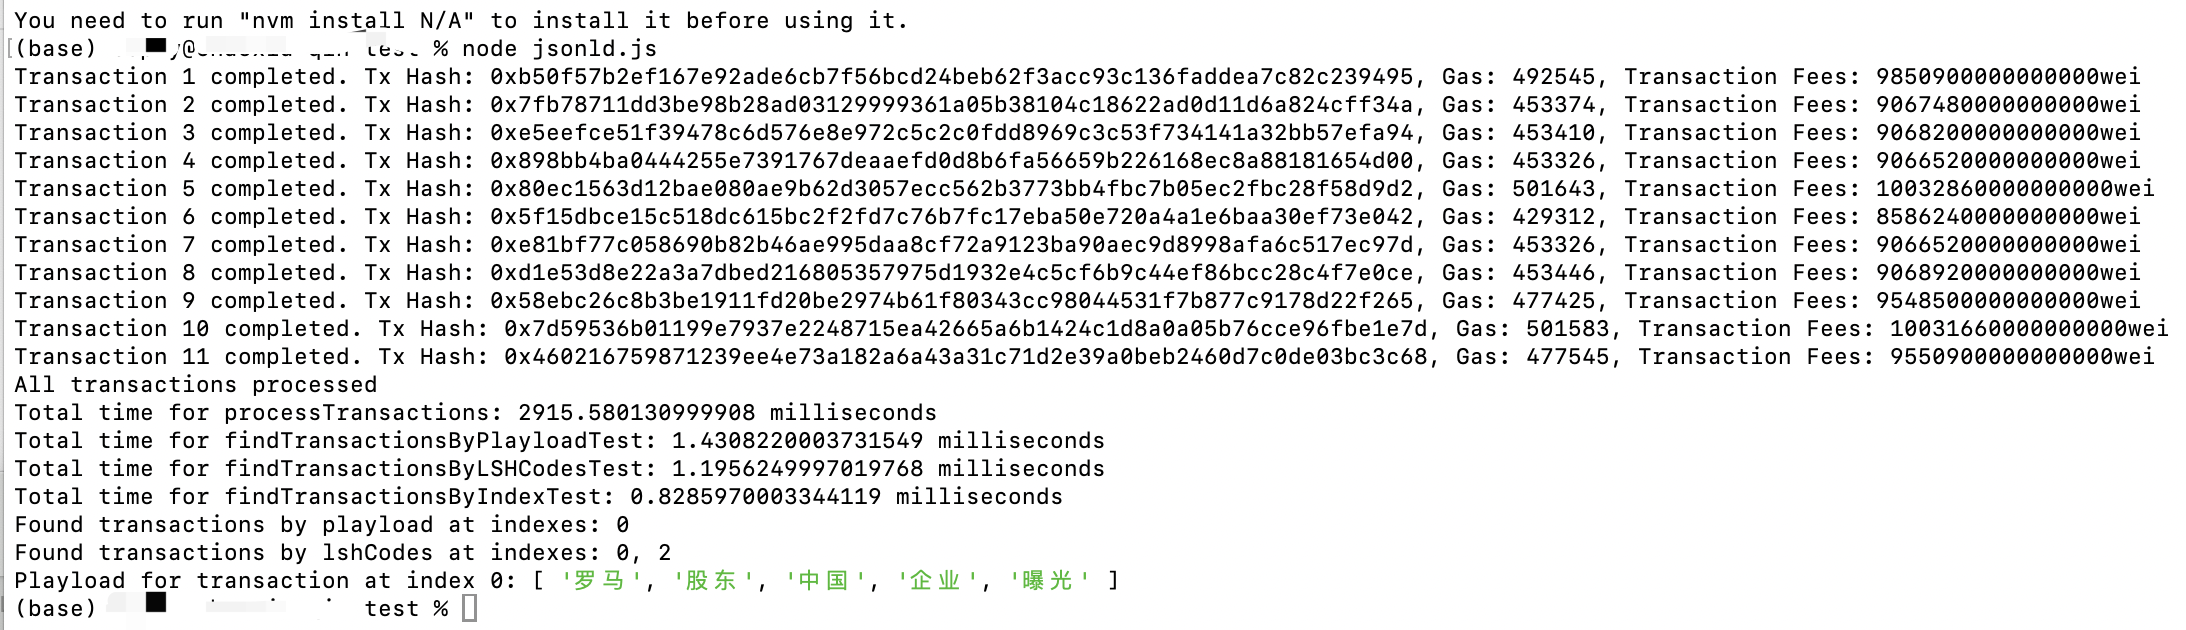 You need to run "nvm install N/A" to install it before using it.
(base) test % node jsonld.js
Transaction 1 completed. Tx Hash: 0xb50f57b2ef167e92ade6cb7f56bcd24beb62f3acc93c136faddea7c82c239495, Gas: 492545, Transaction Fees: 9850900000000000wei
Transaction 2 completed. Tx Hash: 0x7fb78711dd3be98b28ad03129999361a05b38104c18622ad0d11d6a824cff34a, Gas: 453374, Transaction Fees: 9067480000000000wei
Transaction 3 completed. Tx Hash: 0xe5eefce51f39478c6d576e8e972c5c2c0fdd8969c3c53f734141a32bb57efa94, Gas: 453410, Transaction Fees: 9068200000000000wei
Transaction 4 completed. Tx Hash: 0x898bb4ba0444255e7391767deaaefd0d8b6fa56659b226168ec8a88181654d00, Gas: 453326, Transaction Fees: 9066520000000000wei
Transaction 5 completed. Tx Hash: 0x80ec1563d12bae080ae9b62d3057ecc562b3773bb4fbc7b05ec2fbc28f58d9d2, Gas: 501643, Transaction Fees: 10032860000000000wei
Transaction 6 completed. Tx Hash: 0x5f15dbce15c518dc615bc2f2fd7c76b7fc17eba50e720a4a1e6baa30ef73e042, Gas: 429312, Transaction Fees: 8586240000000000wei
Transaction 7 completed. Tx Hash: 0xe81bf77c058690b82b46ae995daa8cf72a9123ba90aec9d8998afa6c517ec97d, Gas: 453326, Transaction Fees: 9066520000000000wei
Transaction 8 completed. Tx Hash: 0xd1e53d8e22a3a7dbed216805357975d1932e4c5cf6b9c44ef86bcc28c4f7e0ce, Gas: 453446, Transaction Fees: 9068920000000000wei
Transaction 9 completed. Tx Hash: 0x58ebc26c8b3be1911fd20be2974b61f80343cc98044531f7b877c9178d22f265, Gas: 477425, Transaction Fees: 9548500000000000wei
Transaction 10 completed. Tx Hash: 0x7d59536b01199e7937e2248715ea42665a6b1424c1d8a0a05b76cce96fbe1e7d, Gas: 501583, Transaction Fees: 10031660000000000wei
Transaction 11 completed. Tx Hash: 0x460216759871239ee4e73a182a6a43a31c71d2e39a0beb2460d7c0de03bc3c68, Gas: 477545, Transaction Fees: 9550900000000000wei
All transactions processed
Total time for processTransactions: 2915.580130999908 milliseconds
Total time for findTransactionsByPlayloadTest: 1.4308220003731549 milliseconds
Total time for findTransactionsByLSHCodesTest: 1.1956249997019768 milliseconds
Total time for findTransactionsByIndexTest: 0.8285970003344119 milliseconds
Found transactions by playload at indexes: 0
Found transactions by lshCodes at indexes: 0, 2
Playload for transaction at index 0: [ '罗马', '股东', '中国', '企业', '曝光' ]
(base) test %